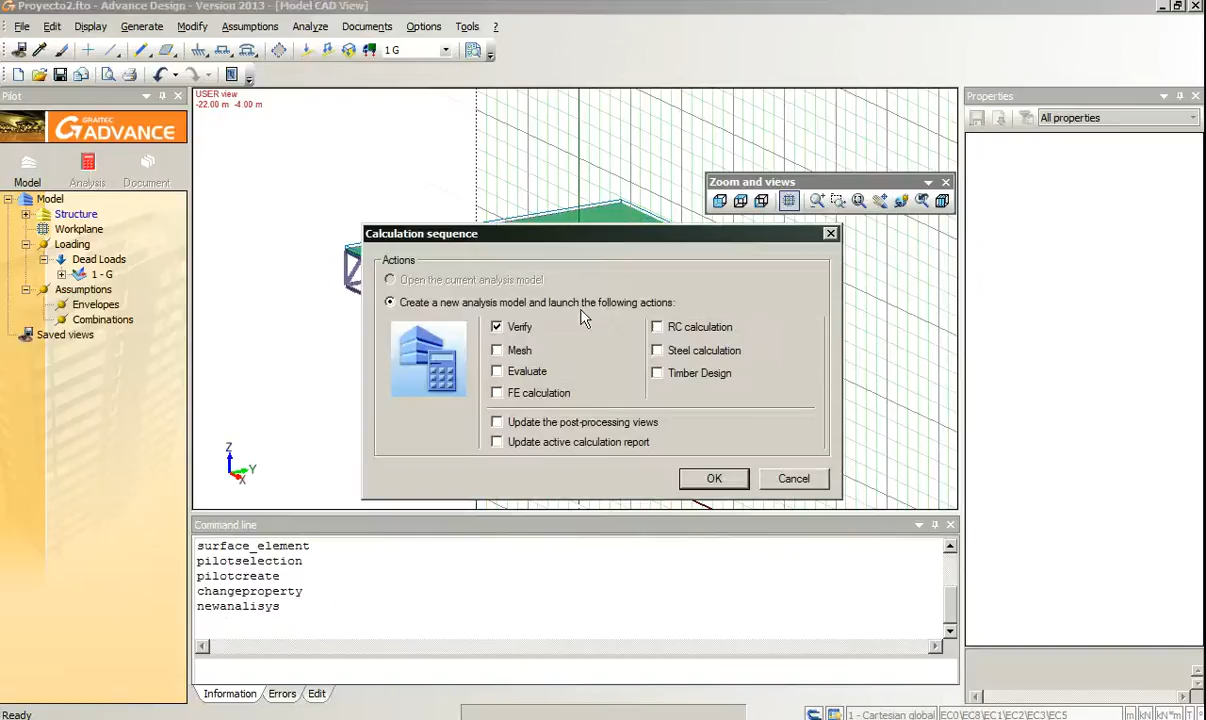 Proyecto2.fto - Advance Design - Version 2013 - [Model CAD View]
File Edit Display Generate Modify Assumptions Analyze Documents Options Tools ?
1 G
Pilot
GRAITEC
ADVANCE
Model Analysis Document
Model
Structure
Workplane
Loading
Dead Loads
1 - G
Assumptions
Envelopes
Combinations
Saved views
USER view
-22.00 m -4.00 m
Zoom and views
Z
Y
X
Calculation sequence
Actions
Open the current analysis model
Create a new analysis model and launch the following actions:
Verify
Mesh
Evaluate
FE calculation
RC calculation
Steel calculation
Timber Design
Update the post-processing views
Update active calculation report
OK Cancel
Properties
All properties
Command line
surface_element
pilotselection
pilotcreate
changeproperty
newanalisys
Information Errors Edit
Ready
1 - Cartesian global EC0\EC8\EC1\EC2\EC3\EC5 m kN kN*m T °